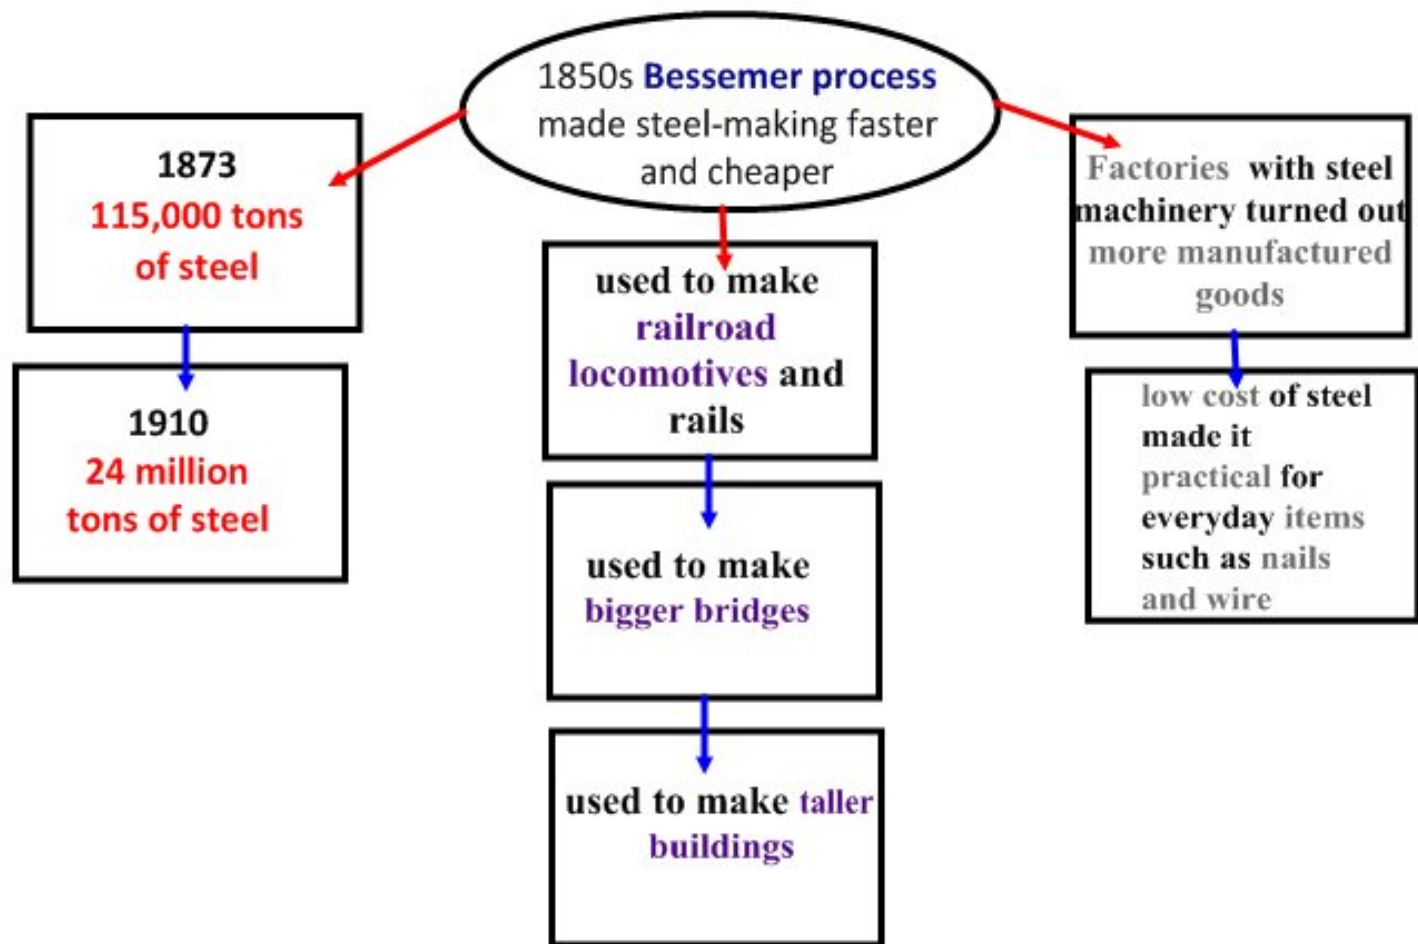 1850s Bessemer process
made steel-making faster
and cheaper
1873
115,000 tons
of steel
1910
24 million
tons of steel
used to make
railroad
locomotives and
rails
used to make
bigger bridges
used to make taller
buildings
Factories with steel
machinery turned out
more manufactured
goods
low cost of steel
made it
practical for
everyday items
such as nails
and wire